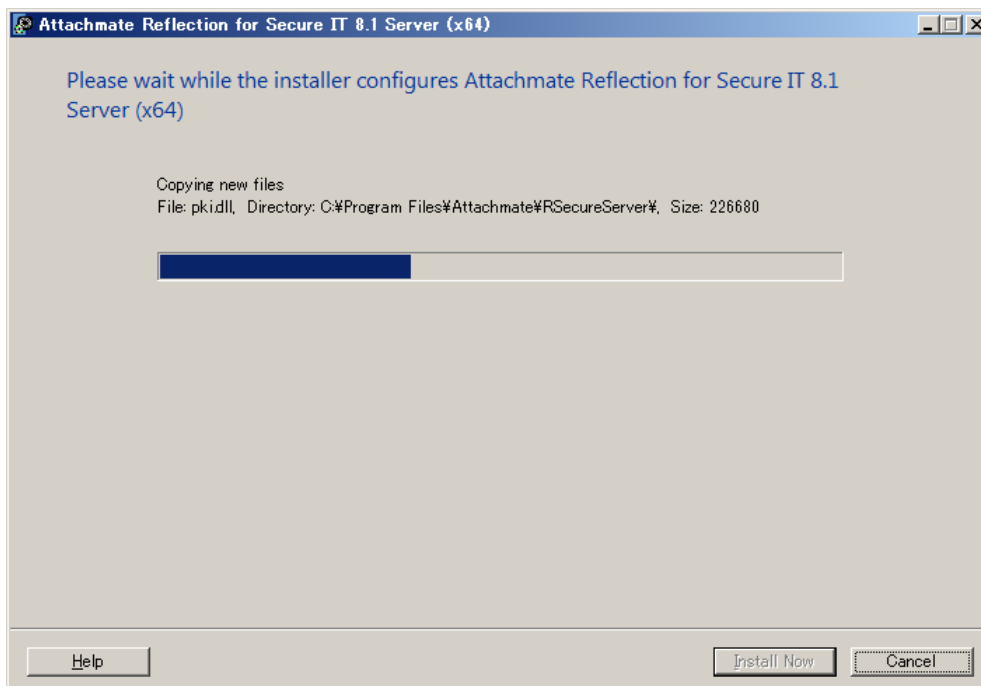 Attachmate Reflection for Secure IT 8.1 Server (x64)
Please wait while the installer configures Attachmate Reflection for Secure IT 8.1
Server (x64)
Copying new files
File: pki.dll, Directory: C:¥Program Files¥Attachmate¥RSecureServer¥, Size: 226680
Help
Install Now
Cancel